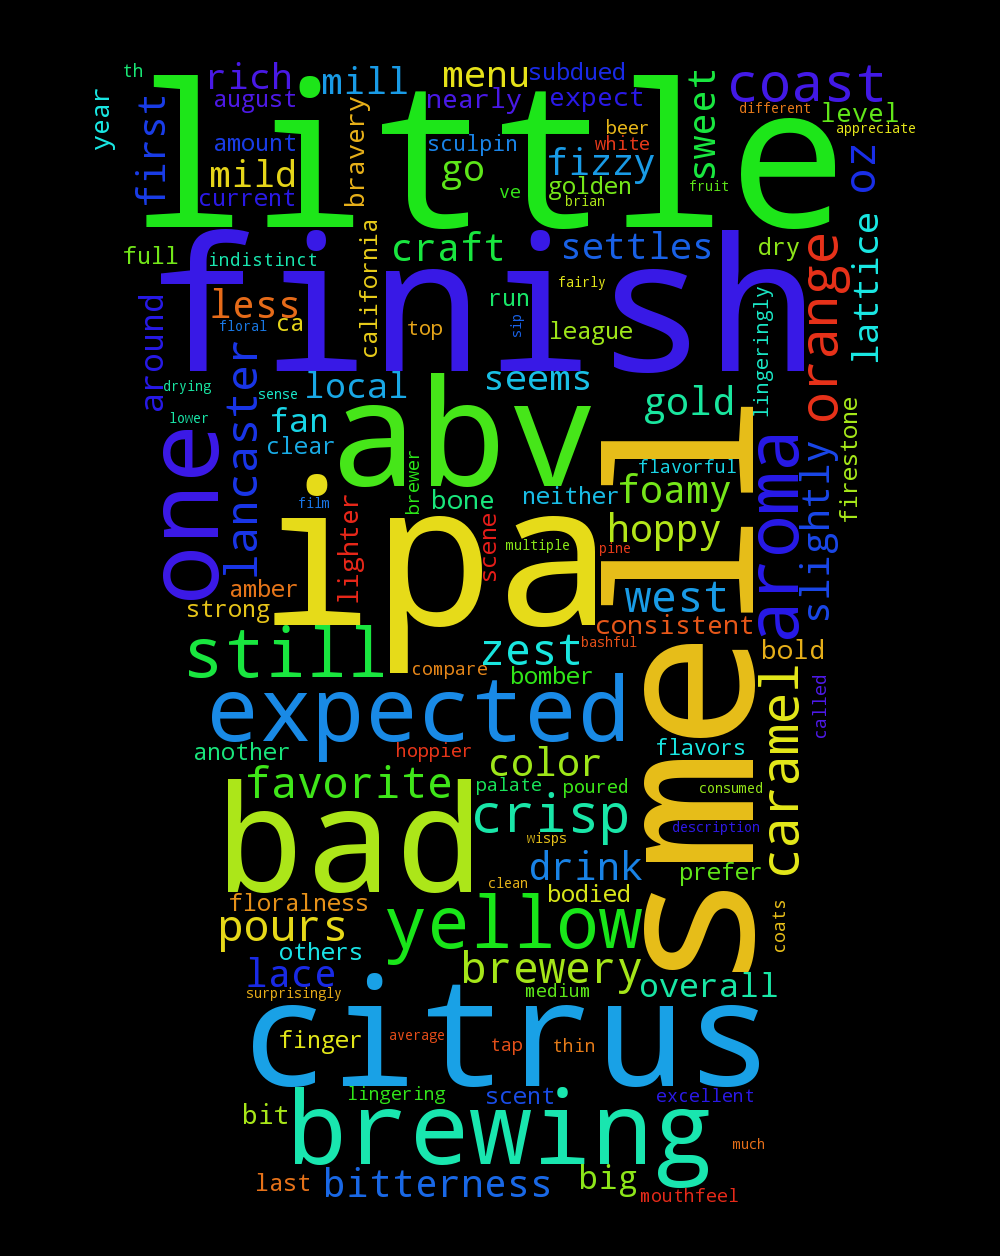 th
rich
mill
menu
subdued
little
coast
year
first
august
bravery
nearly
expect
sweet
different
level
appreciate
amount
sculpin
beer
white
oz
mild
go
fizzy
current
ve
golden
brian
fruit
full
indistinct
california
craft
settles
dry
lattice
finish
orange
around
less
floral
ca
top
run
sip
fairly
league
lingeringly
drying
lancaster
sense
local
seems
gold
firestone
lower
one
fan
clear
abv
smell
aroma
slightly
brewer
flavorful
film
lighter
bone
neither
foamy
ipa
scene
multiple
hoppy
pine
amber
strong
west
consistent
still
zest
bashful
bold
compare
bomber
caramel
called
expected
another
hoppier
color
flavors
favorite
palate
poured
consumed
bad
crisp
wisps
description
drink
prefer
clean
bodied
floralness
pours
yellow
coats
others
lace
brewery
surprisingly
medium
overall
citrus
finger
average
tap
thin
lingering
scent
excellent
bit
brewing
much
last
bitterness
big
mouthfeel